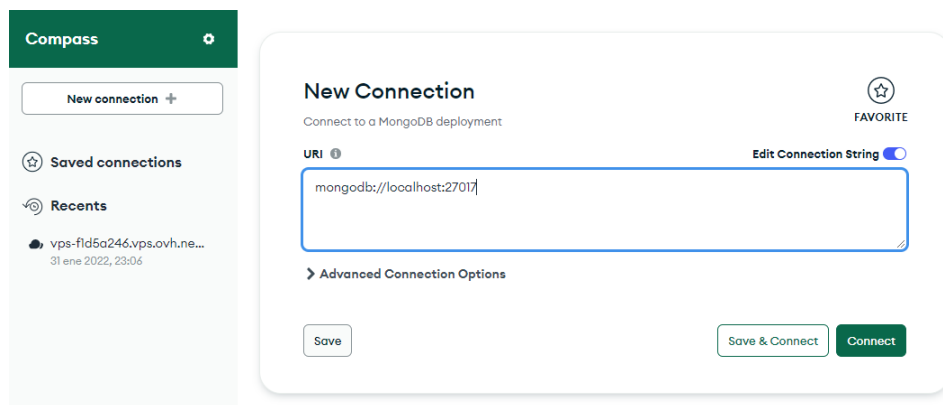 Compass
New connection +
Saved connections
Recents
vps-f1d5a246.vps.ovh.ne...
31 ene 2022, 23:06
New Connection
Connect to a MongoDB deployment
FAVORITE
URI
Edit Connection String
mongodb://localhost:27017
Advanced Connection Options
Save
Save & Connect
Connect